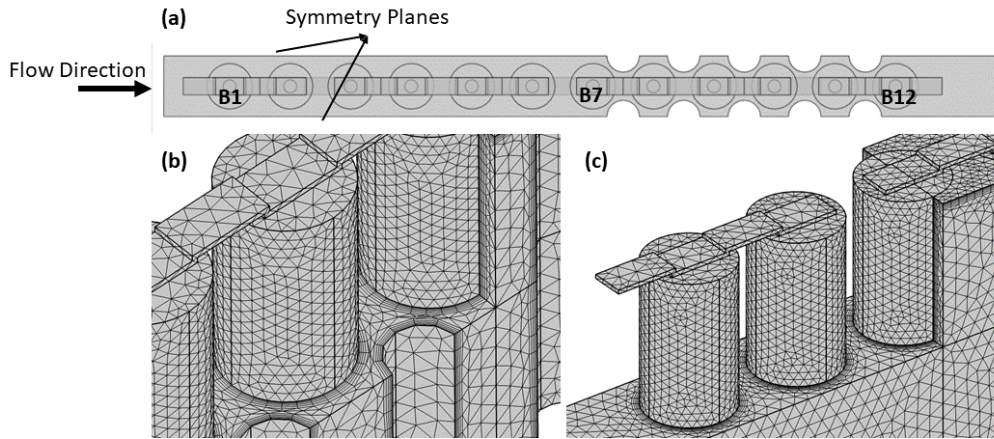 (a)
Symmetry Planes
Flow Direction
B1
B7
B12
(b)
(c)